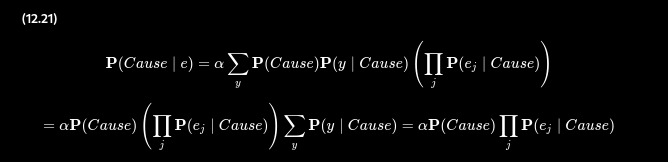 (12.21)
P(Cause | e) = α ∑_y P(Cause)P(y | Cause) (∏_j P(e_j | Cause))
= αP(Cause) (∏_j P(e_j | Cause)) ∑_y P(y | Cause) = αP(Cause) ∏_j P(e_j | Cause)